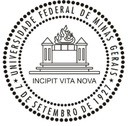 UNIVERSIDADE FEDERAL DE MINAS GERAIS
INCIPIT VITA NOVA
7 DE SETEMBRO DE 1927